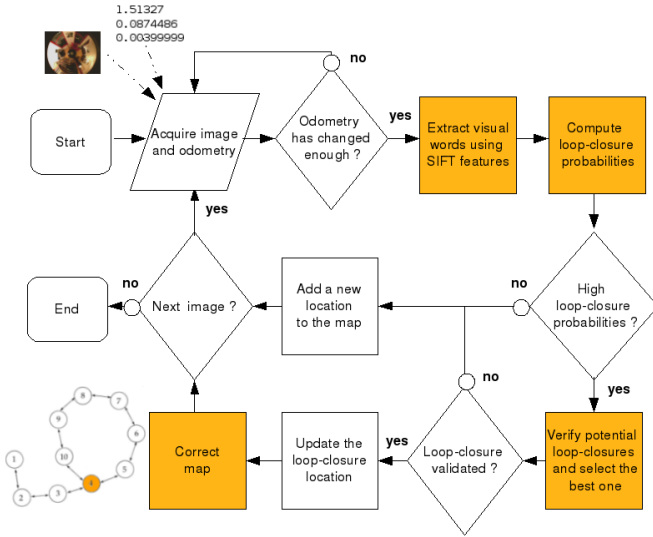 1.51327
0.0874486
0.00399999
no
Start
Acquire image
and odometry
Odometry
has changed
enough ?
yes
Extract visual
words using
SIFT features
Compute
loop-closure
probabilities
yes
no
End
Next image ?
Add a new
location
to the map
no
High
loop-closure
probabilities ?
no
yes
8
7
9
6
1
10
5
4
2
3
Correct
map
Update the
loop-closure
location
yes
Loop-closure
validated ?
Verify potential
loop-closures
and select the
best one